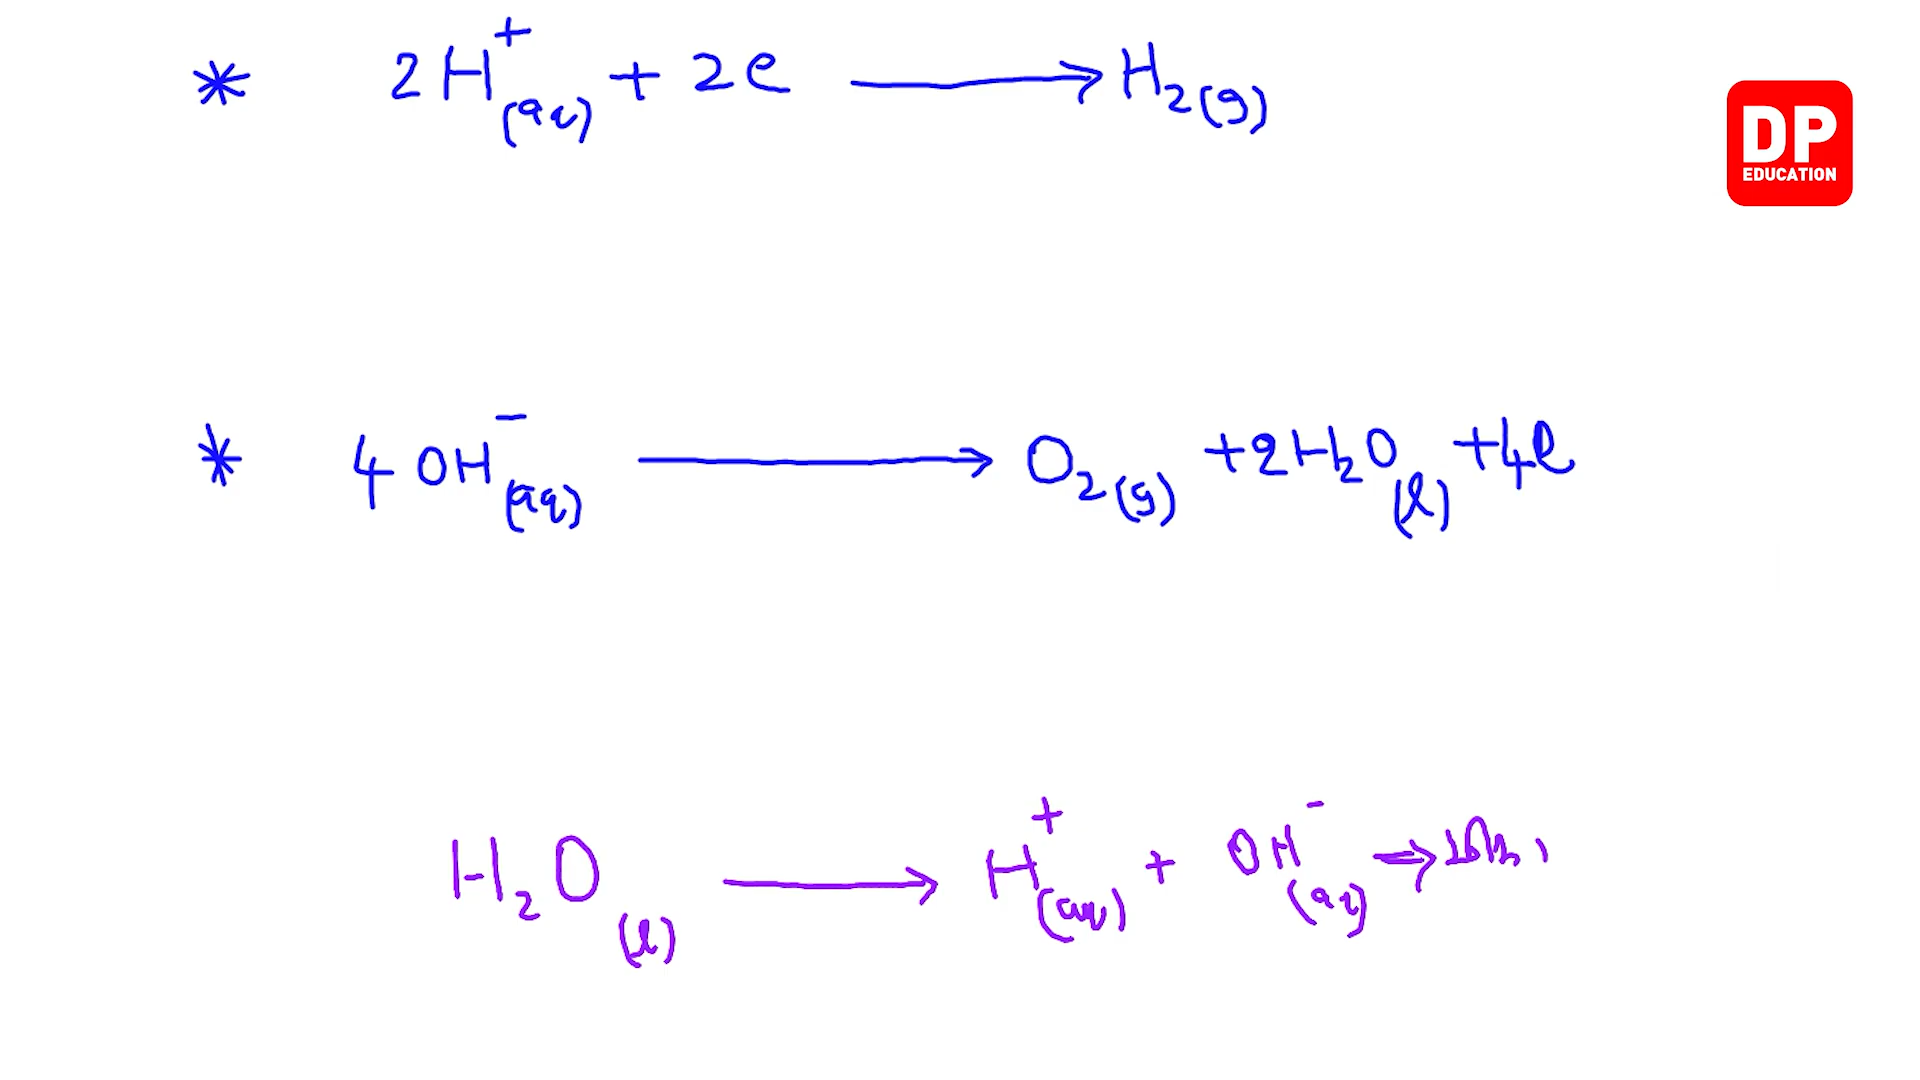 * 2H⁺(aq) + 2e ⟶ H₂(g)
DP
EDUCATION
* 4OH⁻(aq) ⟶ O₂(g) + 2H₂O(l) + 4e
H₂O(l) ⟶ H⁺(aq) + OH⁻(aq) ⇒